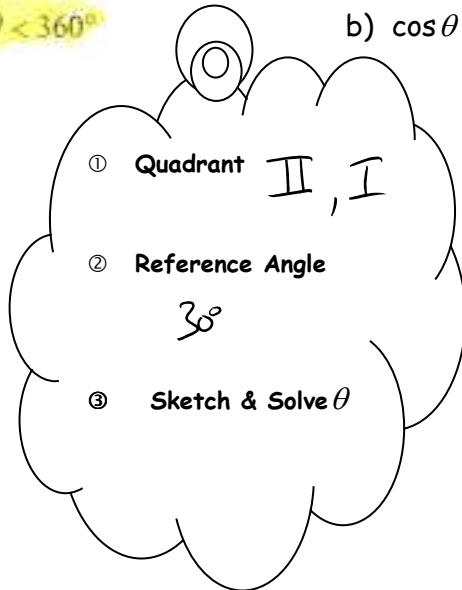 θ < 360°
b) cos θ
① Quadrant II, I
② Reference Angle
30°
③ Sketch & Solve θ